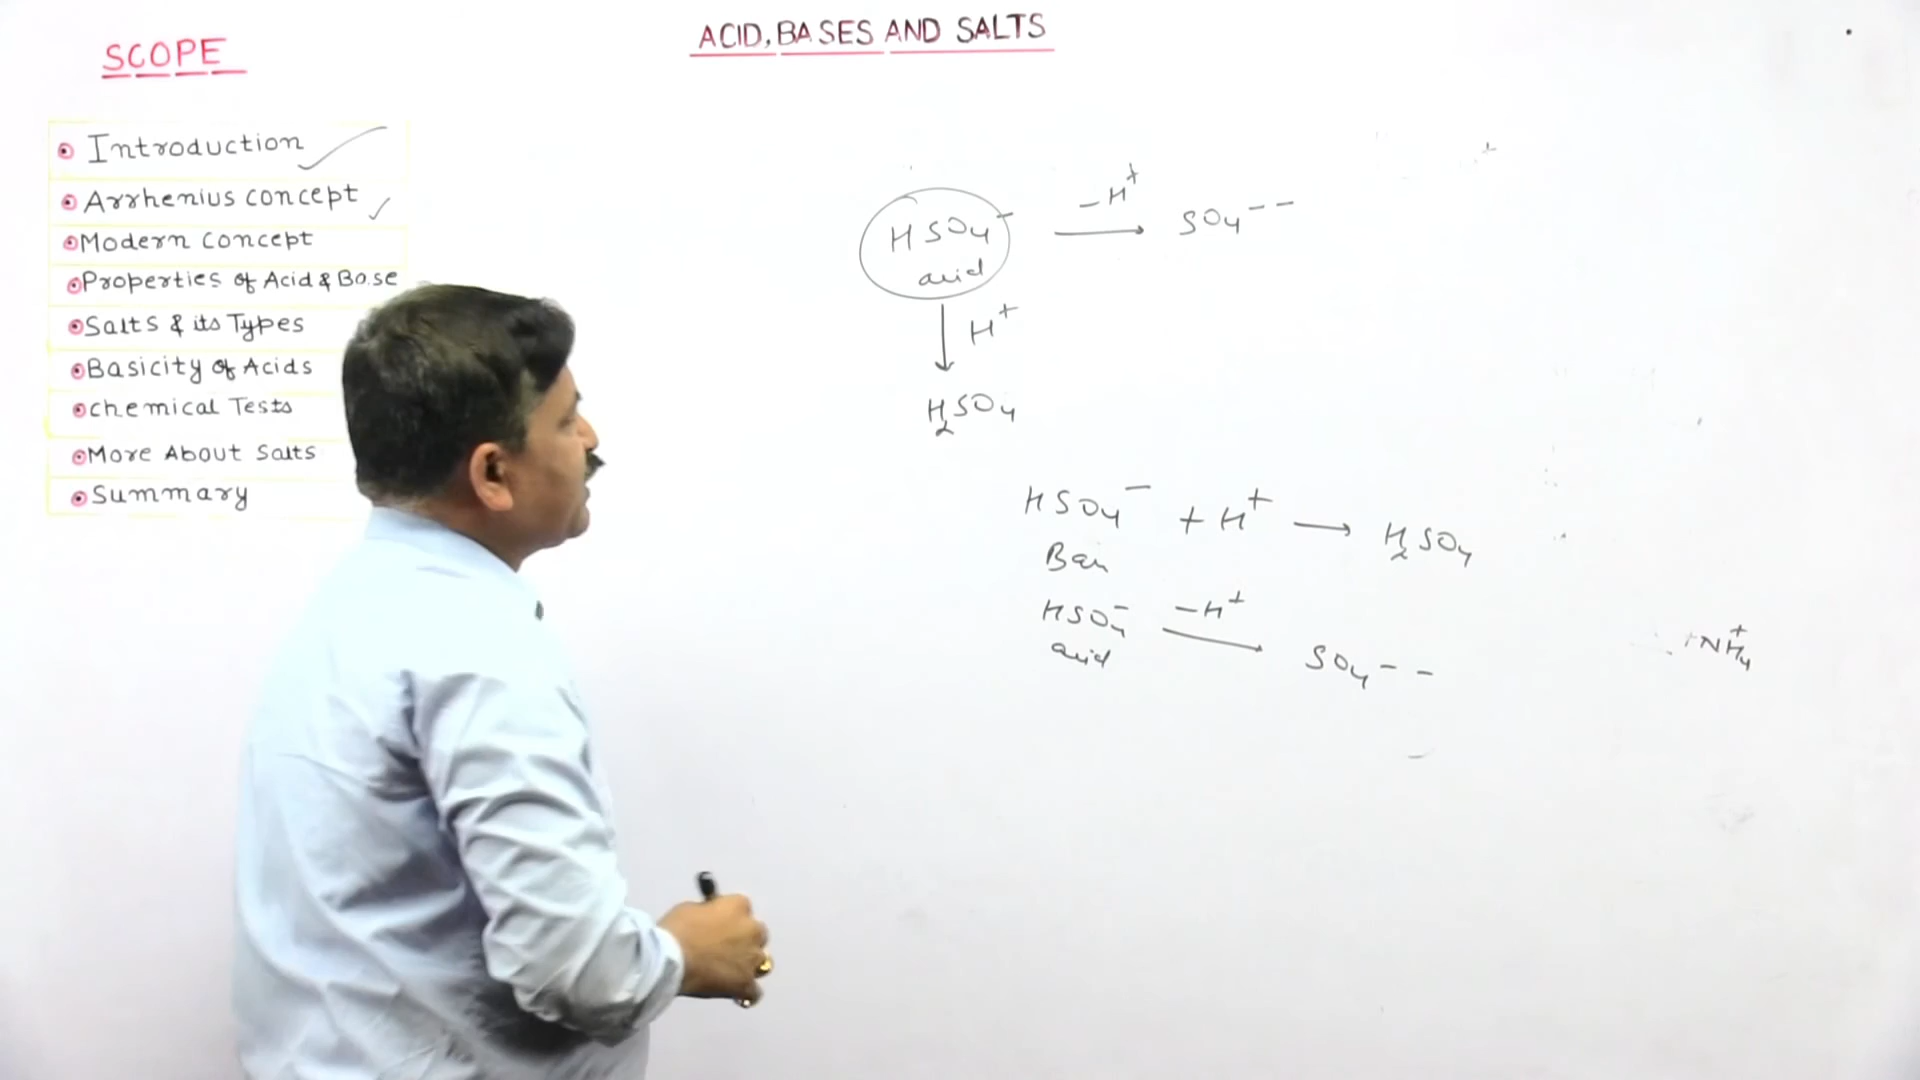 ACID, BASES AND SALTS
SCOPE
Introduction
Arrhenius concept
Modern Concept
Properties of Acid & Base
Salts & its Types
Basicity of Acids
chemical Tests
More About Salts
Summary
HSO₄⁻ —H⁺ → SO₄⁻⁻
acid
↓ H⁺
H₂SO₄
HSO₄⁻ + H⁺ → H₂SO₄
HSO₄⁻ —H⁺ → SO₄⁻⁻
acid
NH₄⁺